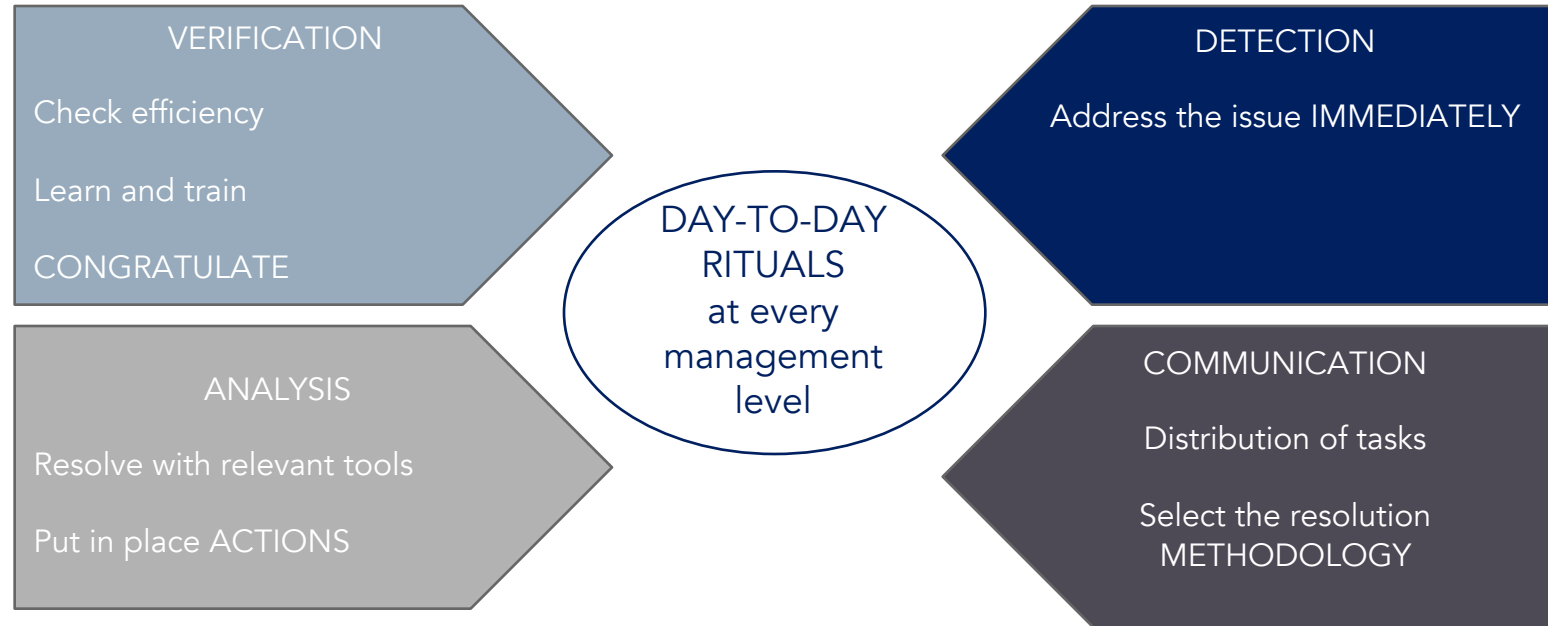 VERIFICATION
Check efficiency
Learn and train
CONGRATULATE
DETECTION
Address the issue IMMEDIATELY
DAY-TO-DAY
RITUALS
at every
management
level
ANALYSIS
Resolve with relevant tools
Put in place ACTIONS
COMMUNICATION
Distribution of tasks
Select the resolution
METHODOLOGY